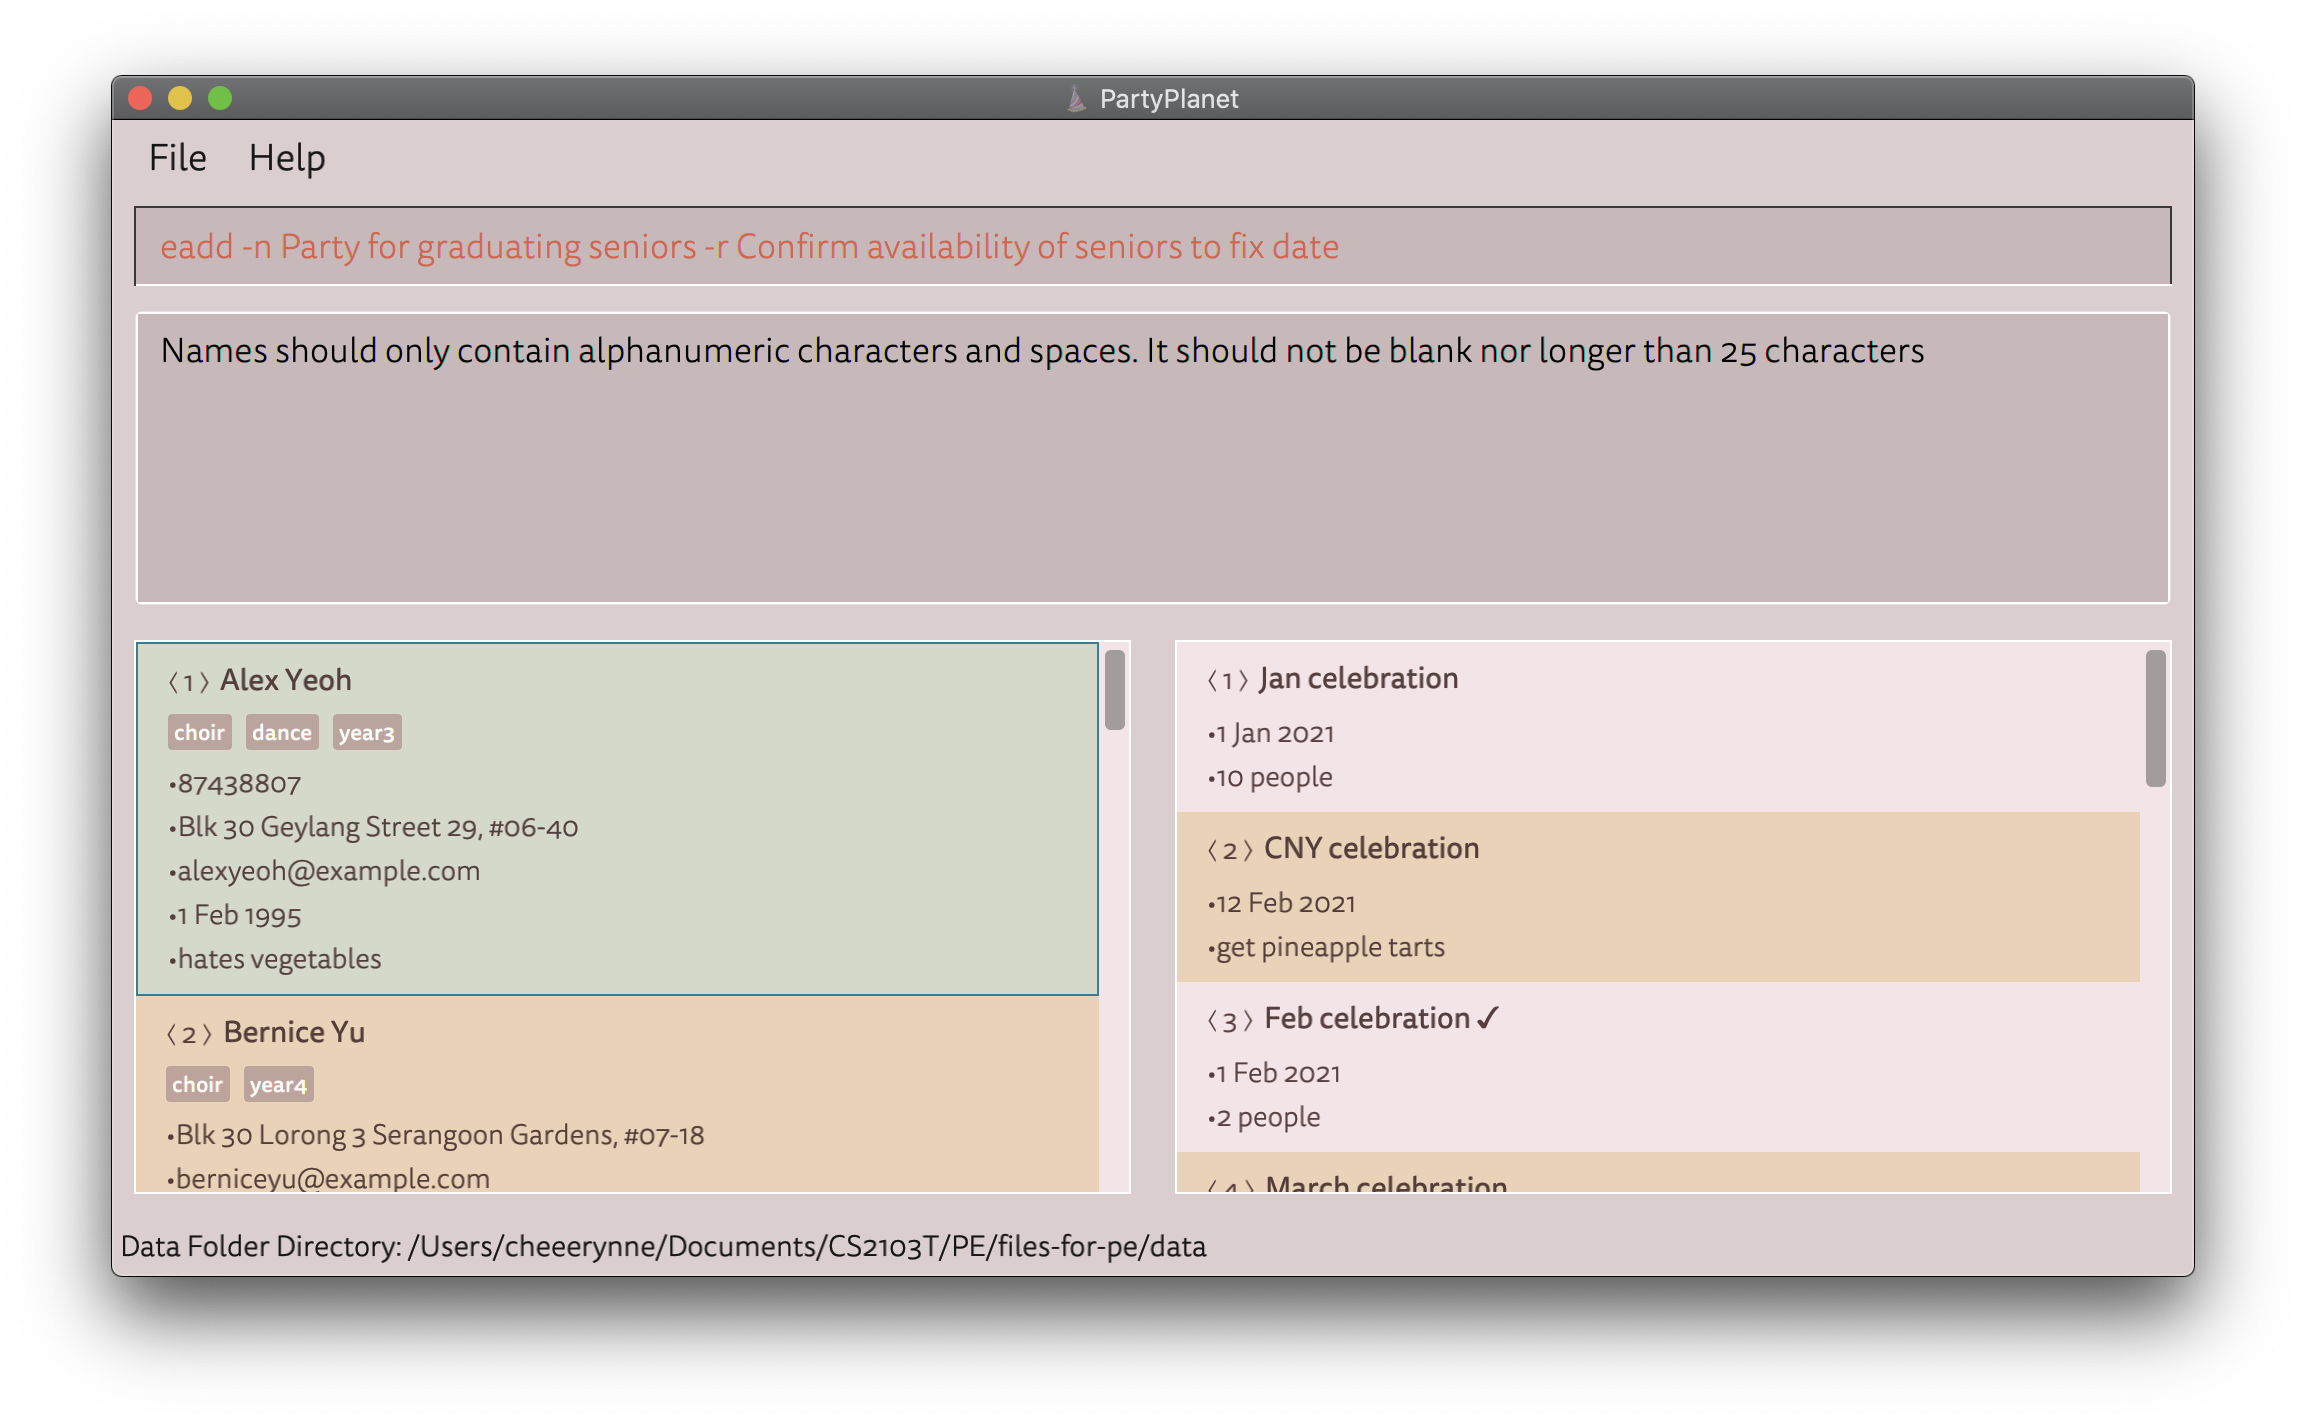 PartyPlanet
File Help
eadd -n Party for graduating seniors -r Confirm availability of seniors to fix date
Names should only contain alphanumeric characters and spaces. It should not be blank nor longer than 25 characters
〈 1 〉 Alex Yeoh
choir dance year3
•87438807
•Blk 30 Geylang Street 29, #06-40
•alexyeoh@example.com
•1 Feb 1995
•hates vegetables
〈 2 〉 Bernice Yu
choir year4
•Blk 30 Lorong 3 Serangoon Gardens, #07-18
•berniceyu@example.com
〈 1 〉 Jan celebration
•1 Jan 2021
•10 people
〈 2 〉 CNY celebration
•12 Feb 2021
•get pineapple tarts
〈 3 〉 Feb celebration ✓
•1 Feb 2021
•2 people
〈 4 〉 March celebration
Data Folder Directory: /Users/cheeerynne/Documents/CS2103T/PE/files-for-pe/data